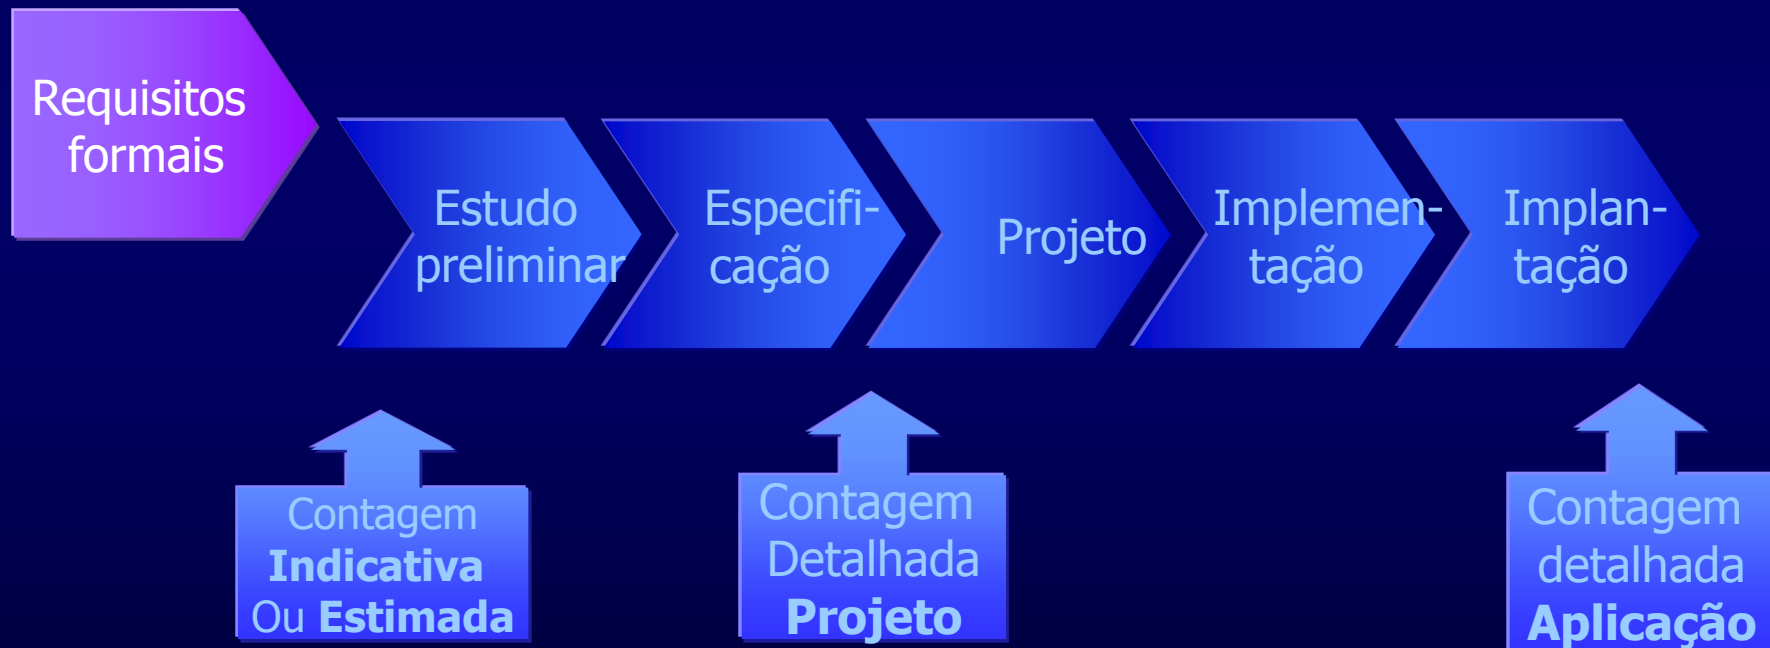 Requisitos
formais
Estudo
preliminar
Especifi-
cação
Projeto
Implemen-
tação
Implan-
tação
Contagem
Indicativa
Ou Estimada
Contagem
Detalhada
Projeto
Contagem
detalhada
Aplicação